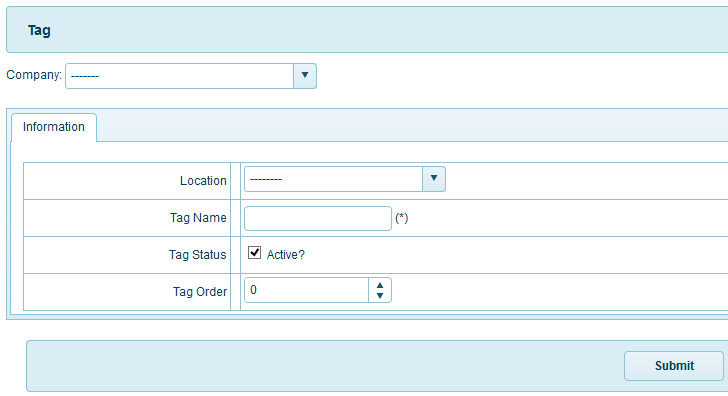 Tag
Company: -------
Information
Location --------
Tag Name (*)
Tag Status Active?
Tag Order 0
Submit